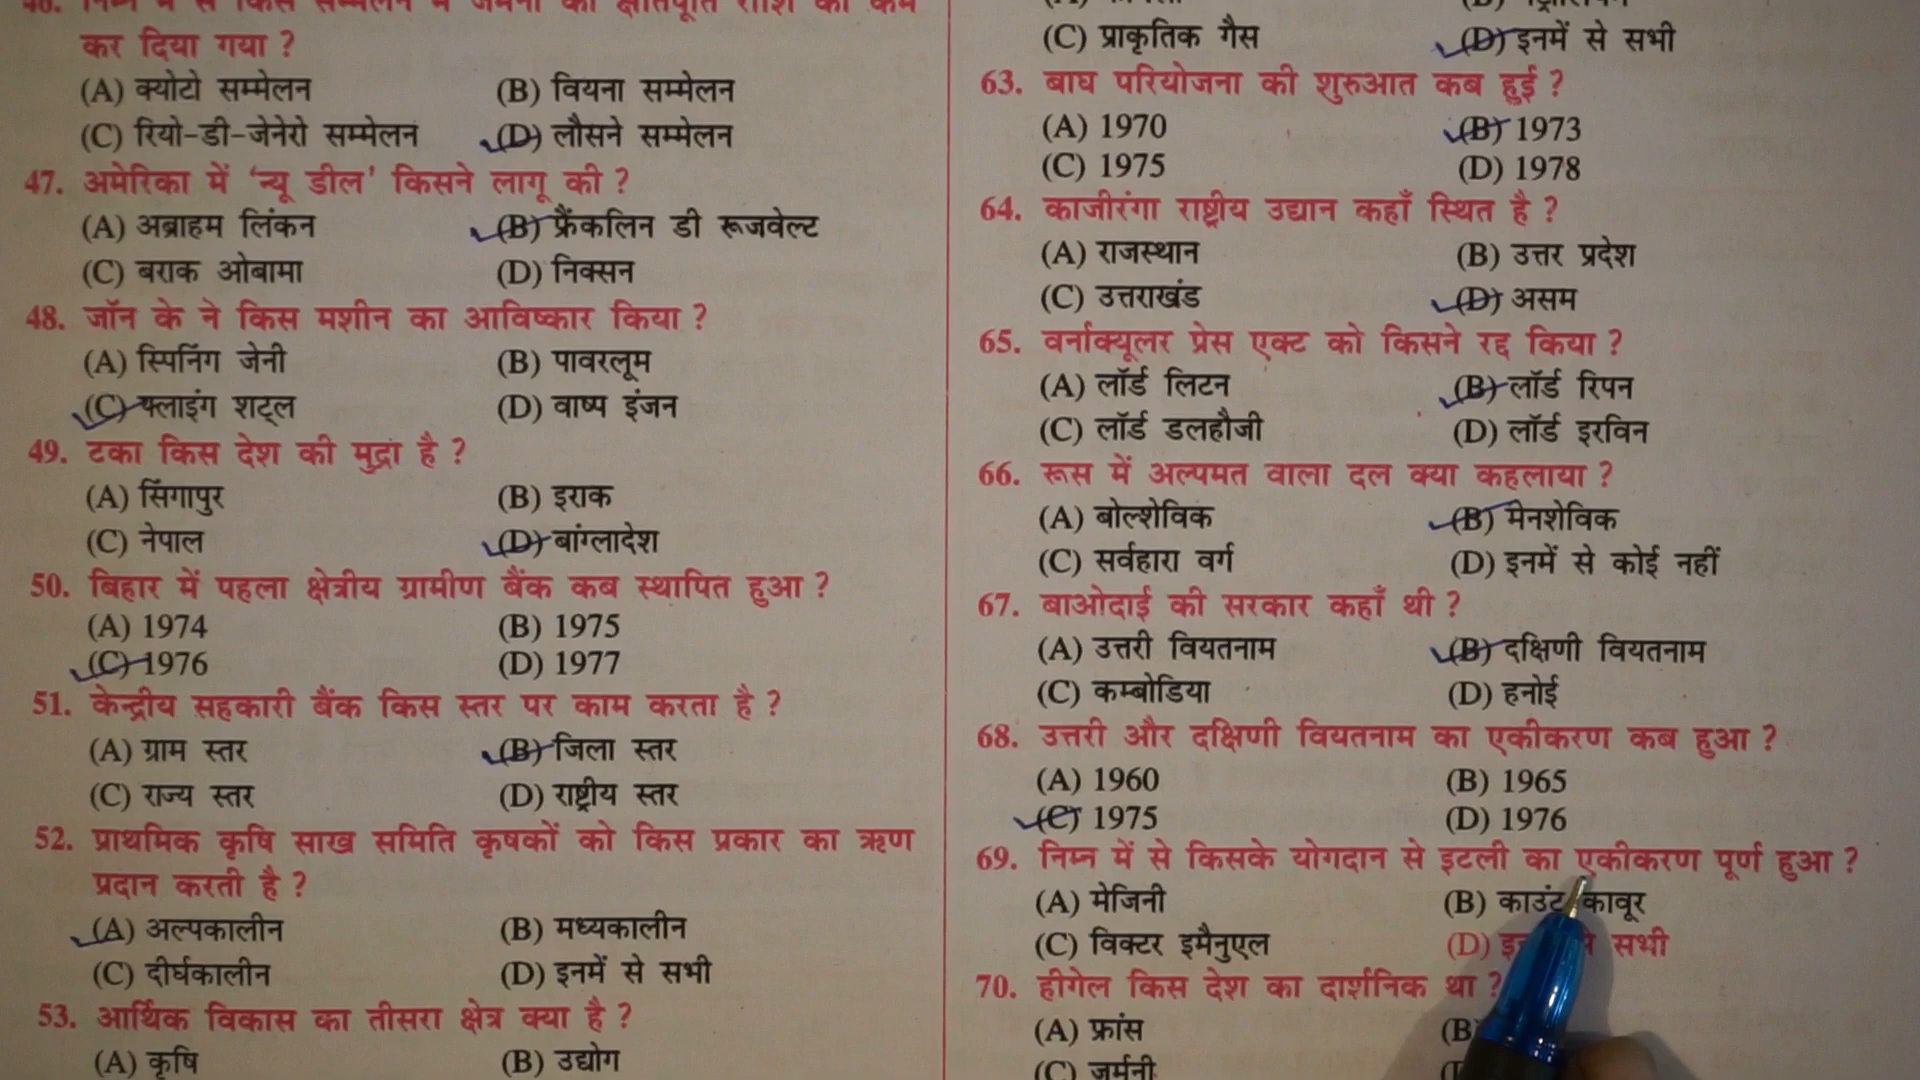 कर दिया गया ?
(A) क्योटो सम्मेलन (B) वियना सम्मेलन
(C) रियो-डी-जेनेरो सम्मेलन (D) लौसने सम्मेलन
47. अमेरिका में 'न्यू डील' किसने लागू की ?
(A) अब्राहम लिंकन (B) फ्रैंकलिन डी रूजवेल्ट
(C) बराक ओबामा (D) निक्सन
48. जॉन के ने किस मशीन का आविष्कार किया ?
(A) स्पिनिंग जेनी (B) पावरलूम
(C) फ्लाइंग शट्ल (D) वाष्प इंजन
49. टका किस देश की मुद्रा है ?
(A) सिंगापुर (B) इराक
(C) नेपाल (D) बांग्लादेश
50. बिहार में पहला क्षेत्रीय ग्रामीण बैंक कब स्थापित हुआ ?
(A) 1974 (B) 1975
(C) 1976 (D) 1977
51. केन्द्रीय सहकारी बैंक किस स्तर पर काम करता है ?
(A) ग्राम स्तर (B) जिला स्तर
(C) राज्य स्तर (D) राष्ट्रीय स्तर
52. प्राथमिक कृषि साख समिति कृषकों को किस प्रकार का ऋण
प्रदान करती है ?
(A) अल्पकालीन (B) मध्यकालीन
(C) दीर्घकालीन (D) इनमें से सभी
53. आर्थिक विकास का तीसरा क्षेत्र क्या है ?
(A) कृषि (B) उद्योग
(C) प्राकृतिक गैस (D) इनमें से सभी
63. बाघ परियोजना की शुरुआत कब हुई ?
(A) 1970 (B) 1973
(C) 1975 (D) 1978
64. काजीरंगा राष्ट्रीय उद्यान कहाँ स्थित है ?
(A) राजस्थान (B) उत्तर प्रदेश
(C) उत्तराखंड (D) असम
65. वर्नाक्यूलर प्रेस एक्ट को किसने रद्द किया ?
(A) लॉर्ड लिटन (B) लॉर्ड रिपन
(C) लॉर्ड डलहौजी (D) लॉर्ड इरविन
66. रूस में अल्पमत वाला दल क्या कहलाया ?
(A) बोल्शेविक (B) मेनशेविक
(C) सर्वहारा वर्ग (D) इनमें से कोई नहीं
67. बाओदाई की सरकार कहाँ थी ?
(A) उत्तरी वियतनाम (B) दक्षिणी वियतनाम
(C) कम्बोडिया (D) हनोई
68. उत्तरी और दक्षिणी वियतनाम का एकीकरण कब हुआ ?
(A) 1960 (B) 1965
(C) 1975 (D) 1976
69. निम्न में से किसके योगदान से इटली का एकीकरण पूर्ण हुआ ?
(A) मेजिनी (B) काउंट कावूर
(C) विक्टर इमैनुएल (D) सभी
70. हीगेल किस देश का दार्शनिक था ?
(A) फ्रांस (B)
(C) जर्मनी